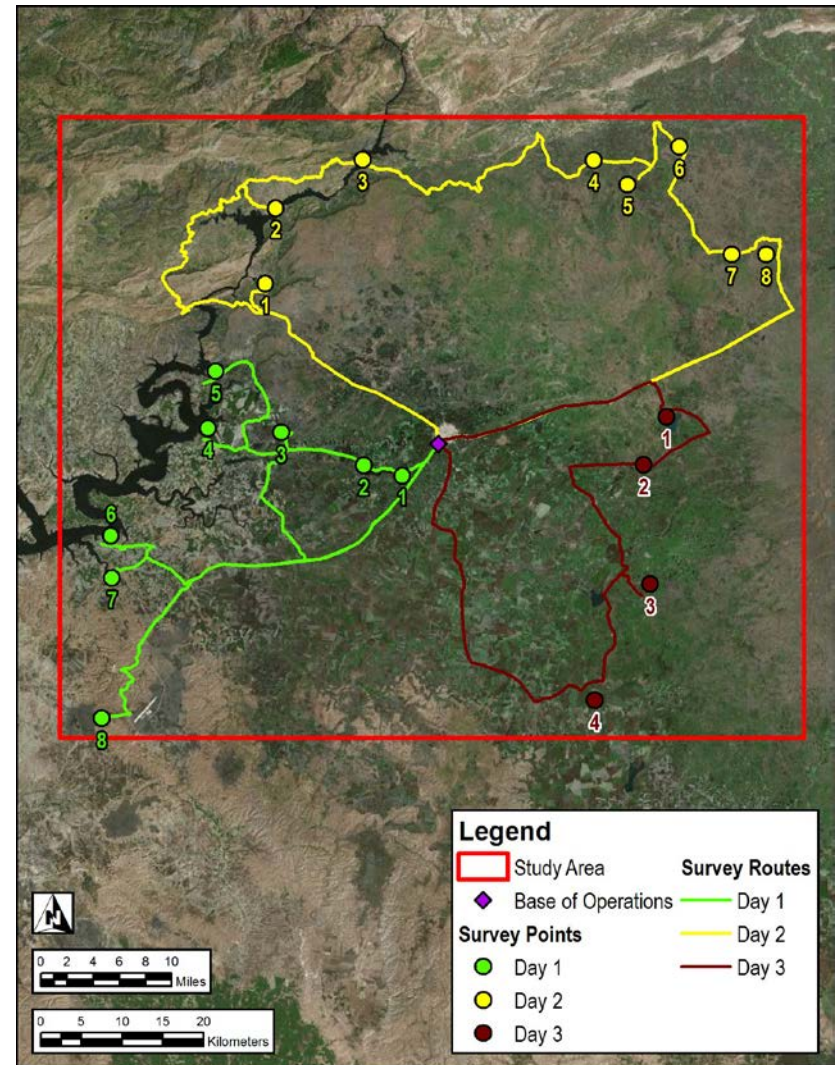 3
6
4
5
2
7
8
1
5
1
4
3
2
2
1
6
7
3
4
8
Legend
Study Area
Base of Operations
Survey Points
Day 1
Day 2
Day 3
Survey Routes
Day 1
Day 2
Day 3
N
0 2 4 6 8 10
Miles
0 5 10 15 20
Kilometers